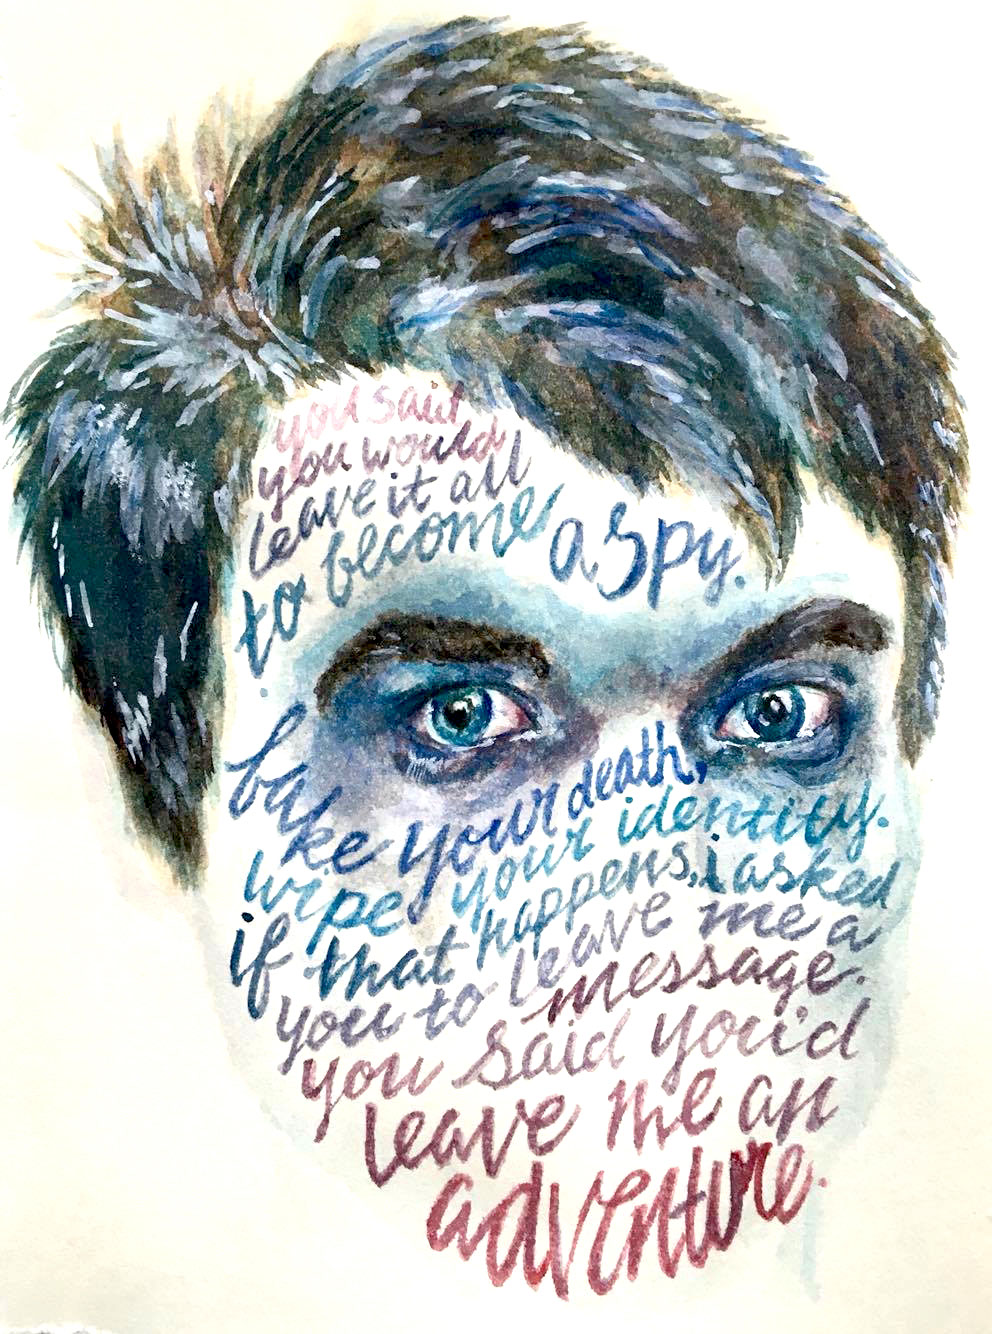 you said
you would
leave it all
to become a spy.
fake your death,
wipe your identity.
if that happens, i asked
you to leave me a
message.
you said you'd
leave me an
adventure.